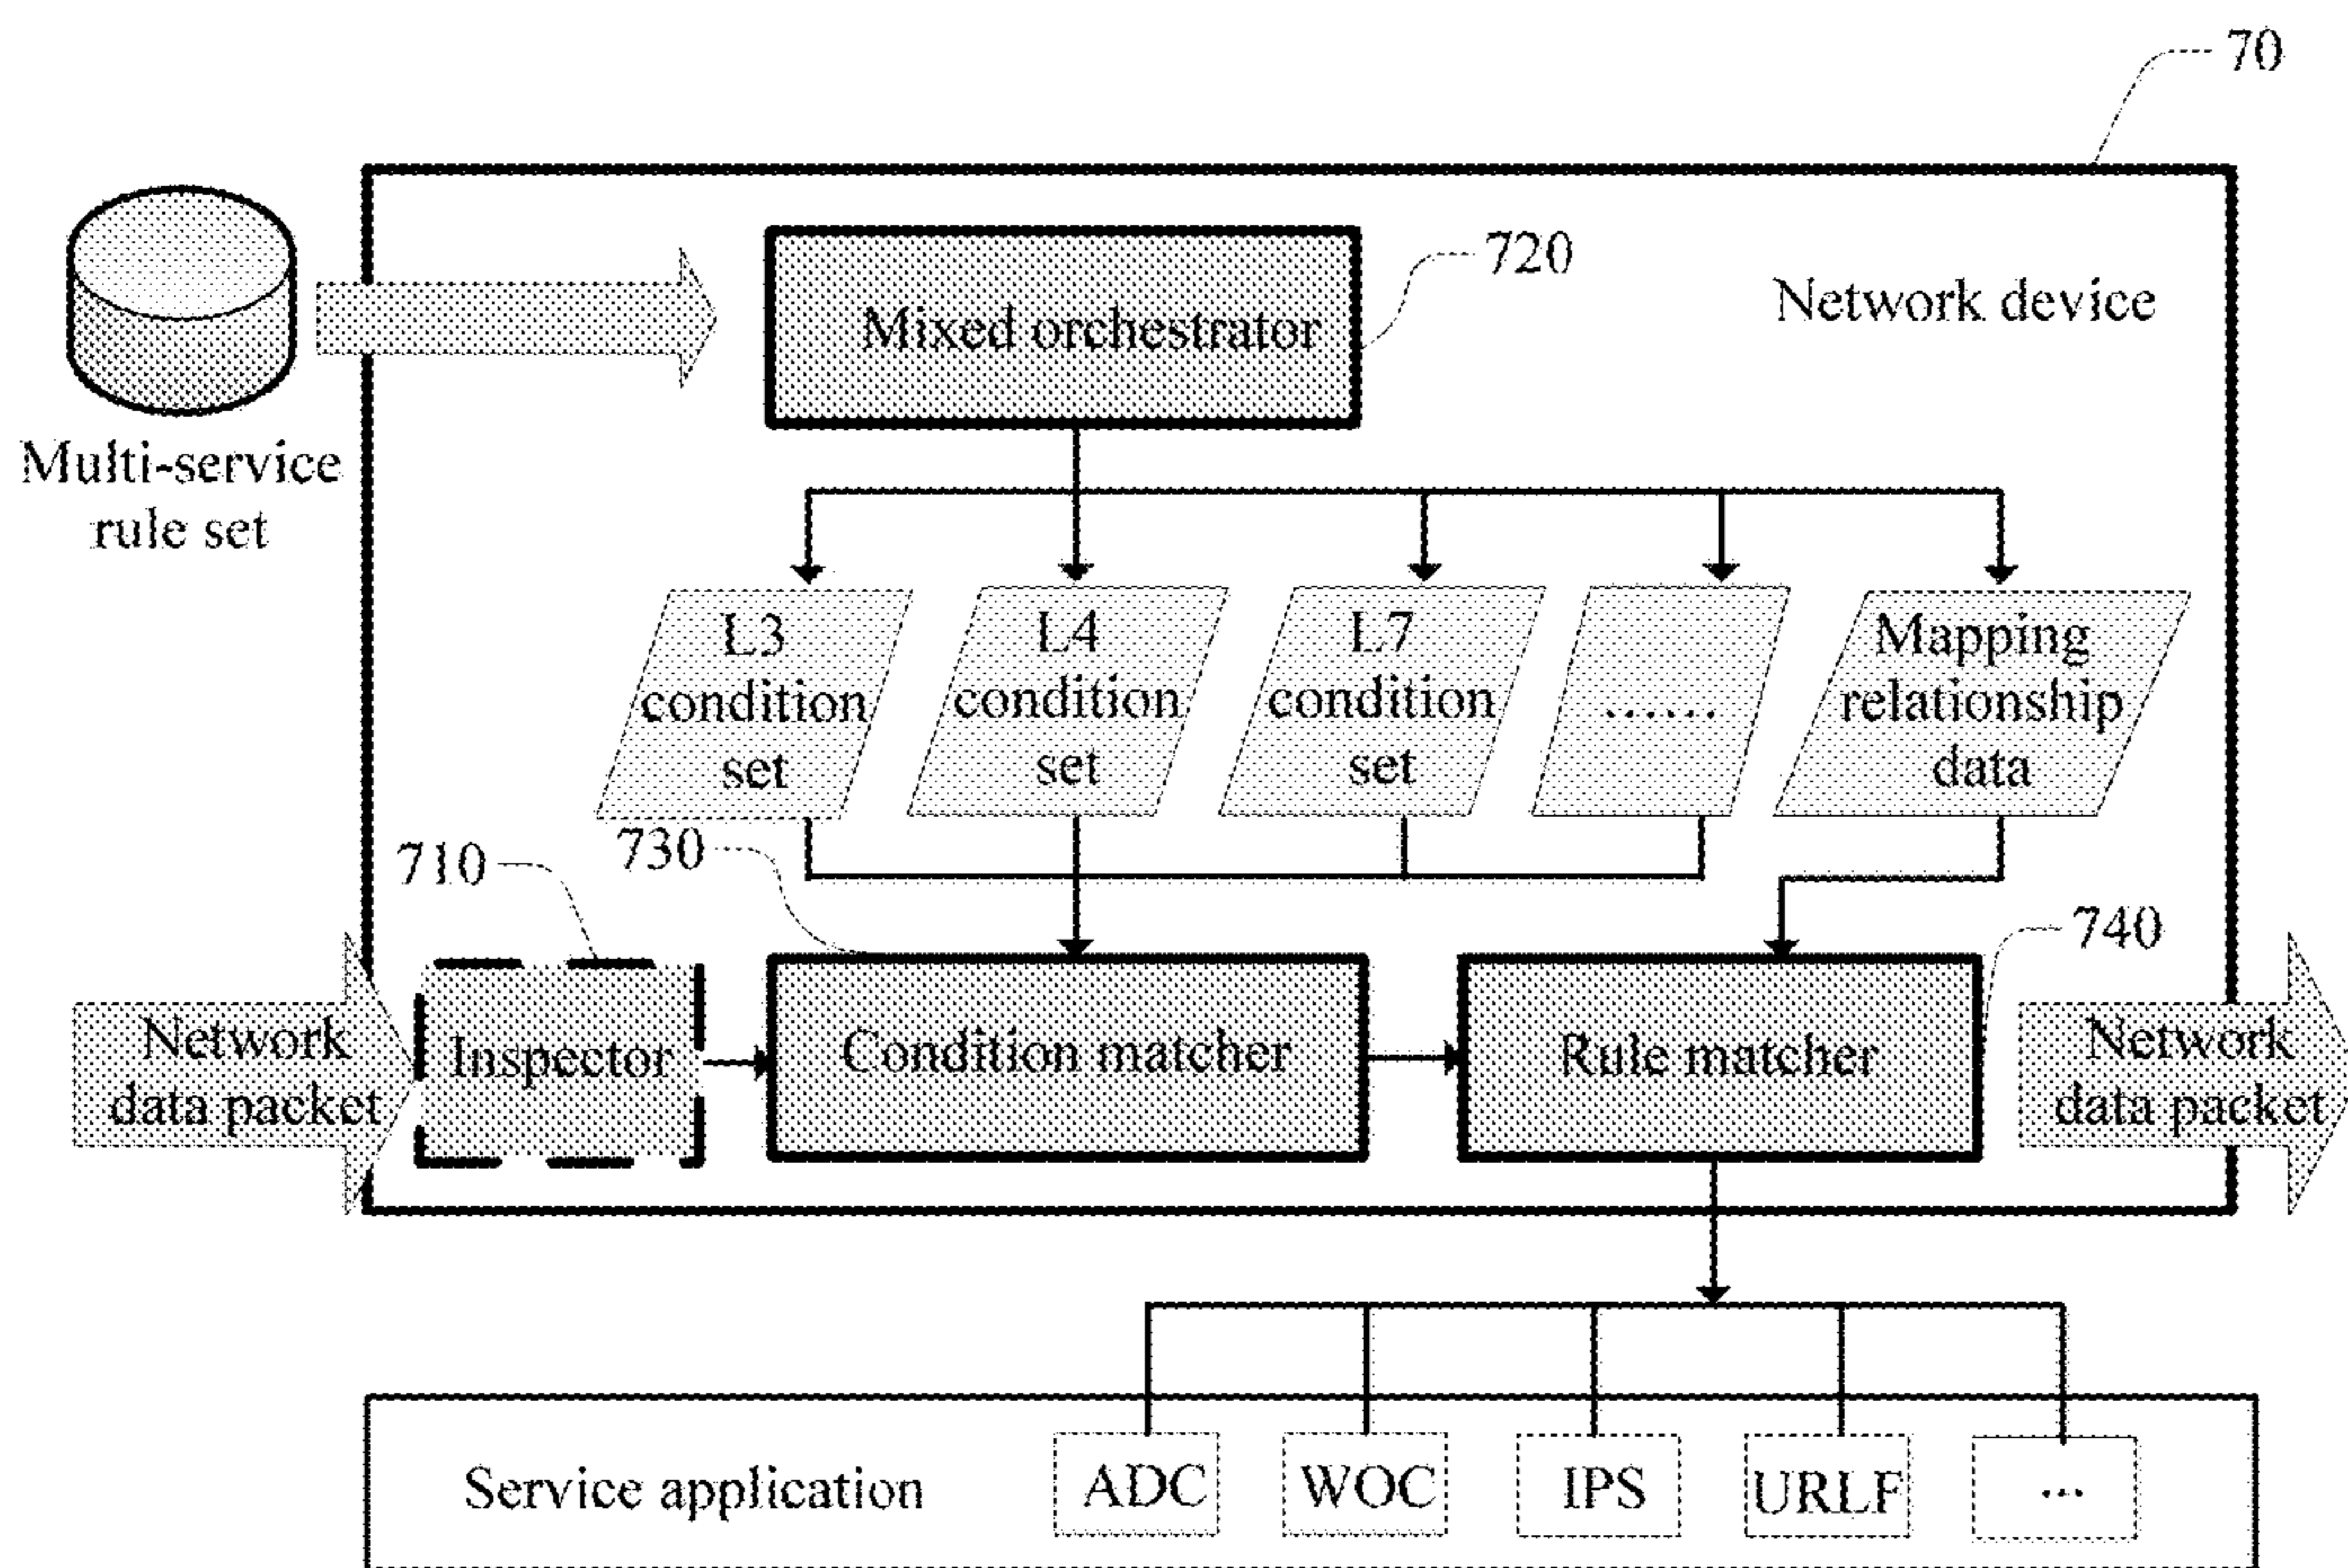 70
720
Mixed orchestrator
Network device
Multi-service
rule set
L3
condition
set
L4
condition
set
L7
condition
set
......
Mapping
relationship
data
710
730
740
Network
data packet
Inspector
Condition matcher
Rule matcher
Network
data packet
Service application
ADC
WOC
IPS
URLF
...